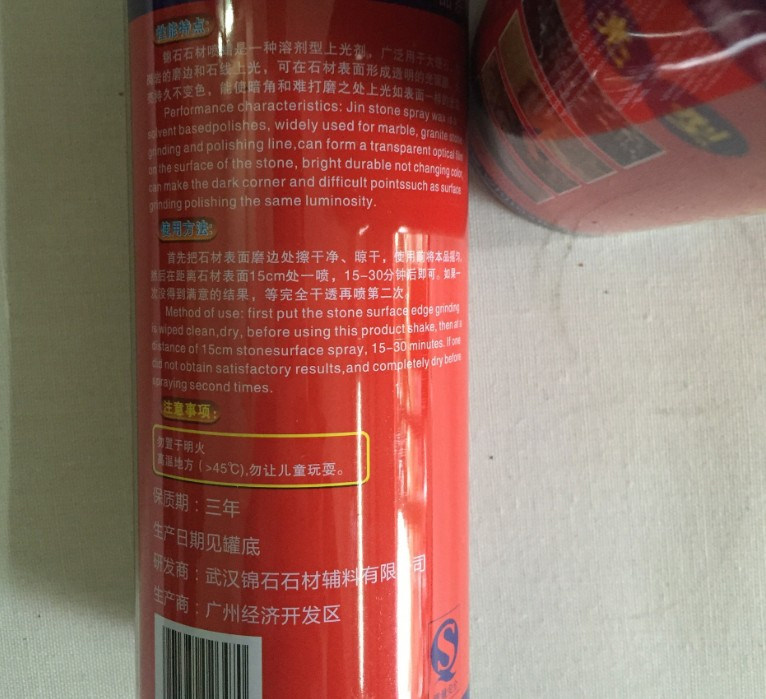 性能特点:
锦石石材喷蜡是一种溶剂型上光剂，广泛用于大理
的磨边和石线上光，可在石材表面形成透明的光
持久不变色，能使暗角和难打磨之处上光如表面一样
Performance characteristics: Jin stone spray wax is a
solvent basedpolishes, widely used for marble, granite stone
grinding and polishing line,can form a transparent optical film
on the surface of the stone, bright durable not changing color,
can make the dark corner and difficult pointssuch as surface
grinding polishing the same luminosity.
使用方法:
首先把石材表面磨边处擦干净、晾干，使用前将本品摇匀,
然后在距离石材表面15cm处一喷，15-30分钟后即可。如第一
次没得到满意的结果，等完全干透再喷第二次。
Method of use: first put the stone surface edge grinding
is wiped clean,dry, before using this product shake, then at a
distance of 15cm stonesurface spray, 15-30 minutes. If one
did not obtain satisfactory results,and completely dry before
spraying second times.
注意事项:
勿置于明火
高温地方（>45℃),勿让儿童玩耍。
保质期：三年
生产日期见罐底
研发商：武汉锦石石材辅料有限公司
生产商：广州经济开发区